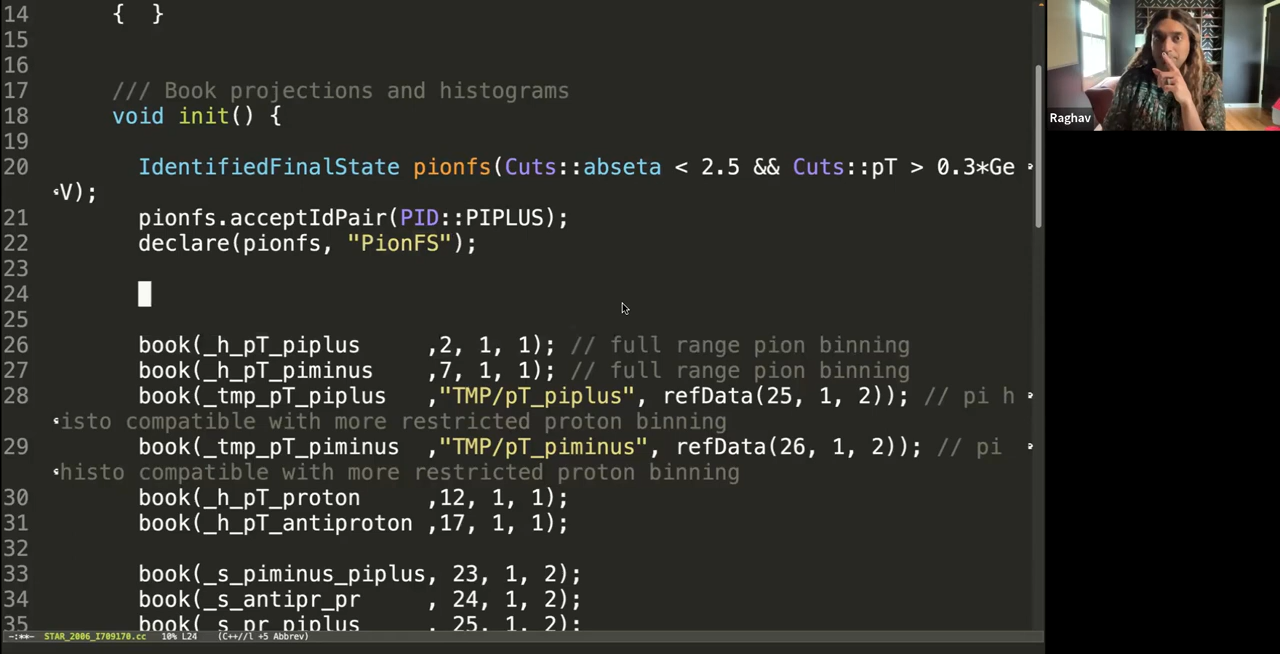 14 { }
15
16
17 /// Book projections and histograms
18 void init() {
19
20 IdentifiedFinalState pionfs(Cuts::abseta < 2.5 && Cuts::pT > 0.3*Ge
V);
21 pionfs.acceptIdPair(PID::PIPLUS);
22 declare(pionfs, "PionFS");
23
24
25
26 book(_h_pT_piplus ,2, 1, 1); // full range pion binning
27 book(_h_pT_piminus ,7, 1, 1); // full range pion binning
28 book(_tmp_pT_piplus ,"TMP/pT_piplus", refData(25, 1, 2)); // pi h
isto compatible with more restricted proton binning
29 book(_tmp_pT_piminus ,"TMP/pT_piminus", refData(26, 1, 2)); // pi
histo compatible with more restricted proton binning
30 book(_h_pT_proton ,12, 1, 1);
31 book(_h_pT_antiproton ,17, 1, 1);
32
33 book(_s_piminus_piplus, 23, 1, 2);
34 book(_s_antipr_pr , 24, 1, 2);
35 book(_s_pr_piplus , 25, 1, 2);
-:**- STAR_2006_I709170.cc 10% L24 (C++//l +5 Abbrev)
Raghav